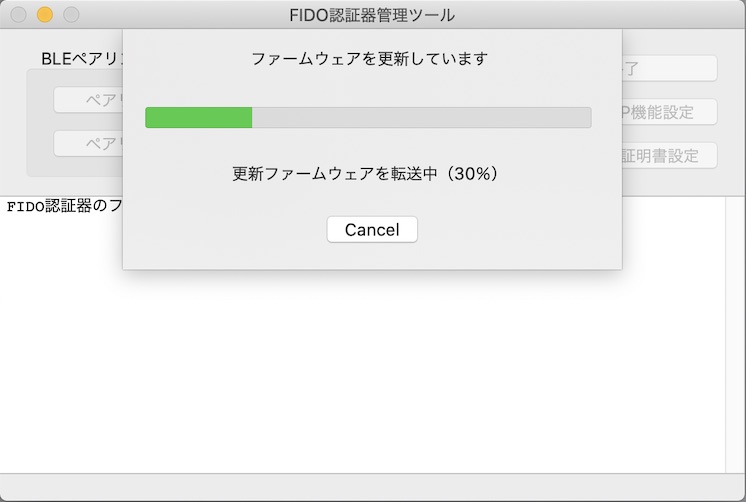 FIDO認証器管理ツール
ファームウェアを更新しています
BLEペアリン
了
ペアリ
P機能設定
ペアリ
証明書設定
更新ファームウェアを転送中（30%）
FIDO認証器のフ
Cancel